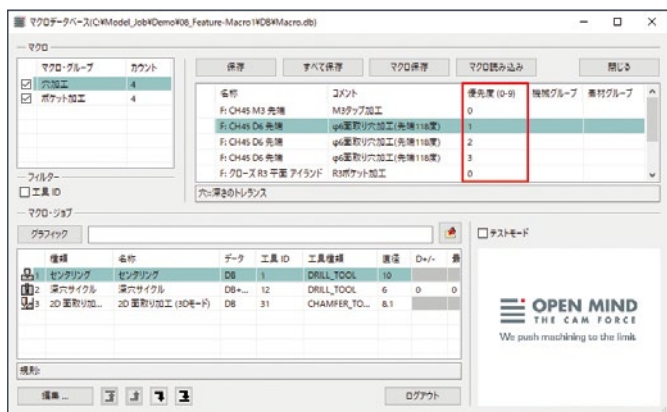 マクロデータベース(C:¥Model_Job¥Demo¥08_Feature-Macro1¥DB¥Macro.db)
マクロ
マクロ・グループ カウント
穴加工 4
ポケット加工 4
保存 すべて保存 マクロ保存 マクロ読み込み 閉じる
名称 コメント 優先度 (0-9) 機械グループ 素材グループ
F: CH45 M3 先端 M3タップ加工 0
F: CH45 D6 先端 φ6面取り穴加工(先端118度) 1
F: CH45 D6 先端 φ6面取り穴加工(先端118度) 2
F: CH45 D6 先端 φ6面取り穴加工(先端118度) 3
F: クローズ R3 平面 アイランド R3ポケット加工 0
フィルター
工具 ID
穴:深さのトレランス
マクロ・ジョブ
グラフィック
テストモード
種類 名称 データ 工具 ID 工具種類 直径 D+/-
1 センタリング センタリング DB 1 DRILL_TOOL 10
2 深穴サイクル 深穴サイクル DB+... 12 DRILL_TOOL 6 0 0
3 2D 面取り加... 2D 面取り加工 (3Dモード) DB 31 CHAMFER_TO... 8.1
OPEN MIND
THE CAM FORCE
We push machining to the limit
規則:
編集 ... ログアウト